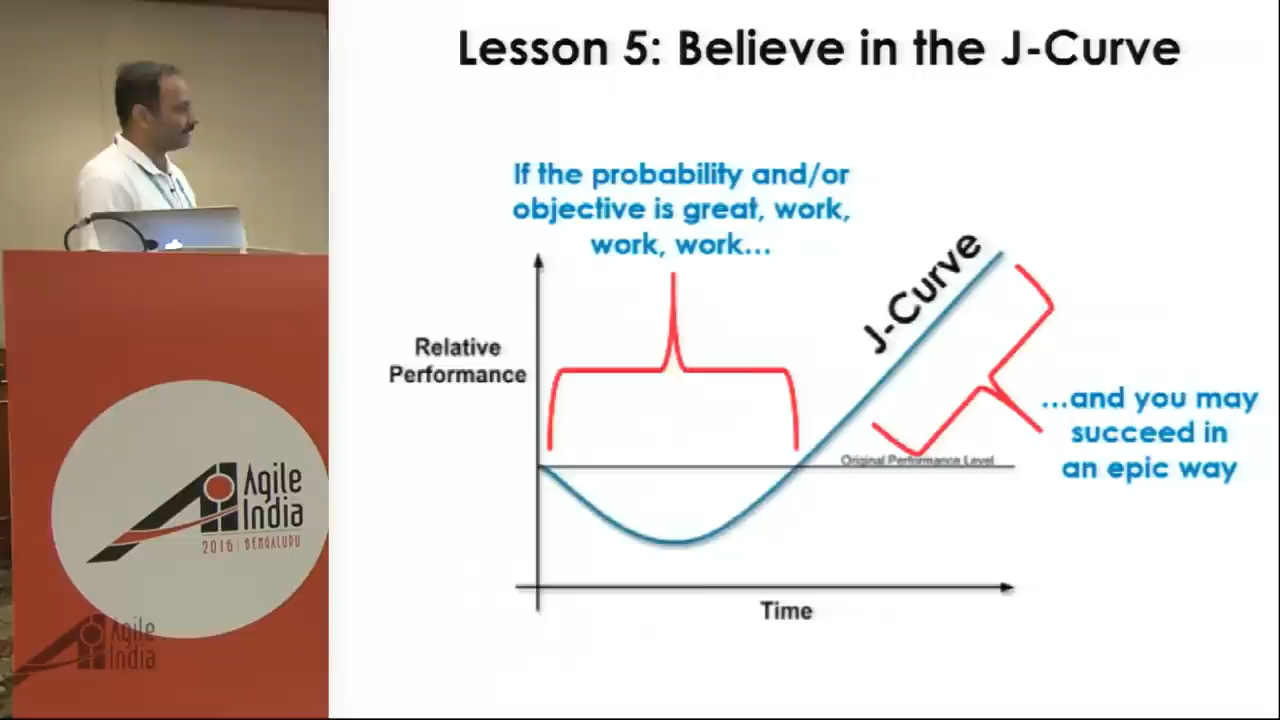 Lesson 5: Believe in the J-Curve
If the probability and/or
objective is great, work,
work, work...
J-Curve
Relative
Performance
...and you may
succeed in
an epic way
Original Performance Level
Time
Agile
India
2016 | BENGALURU
Agile
India